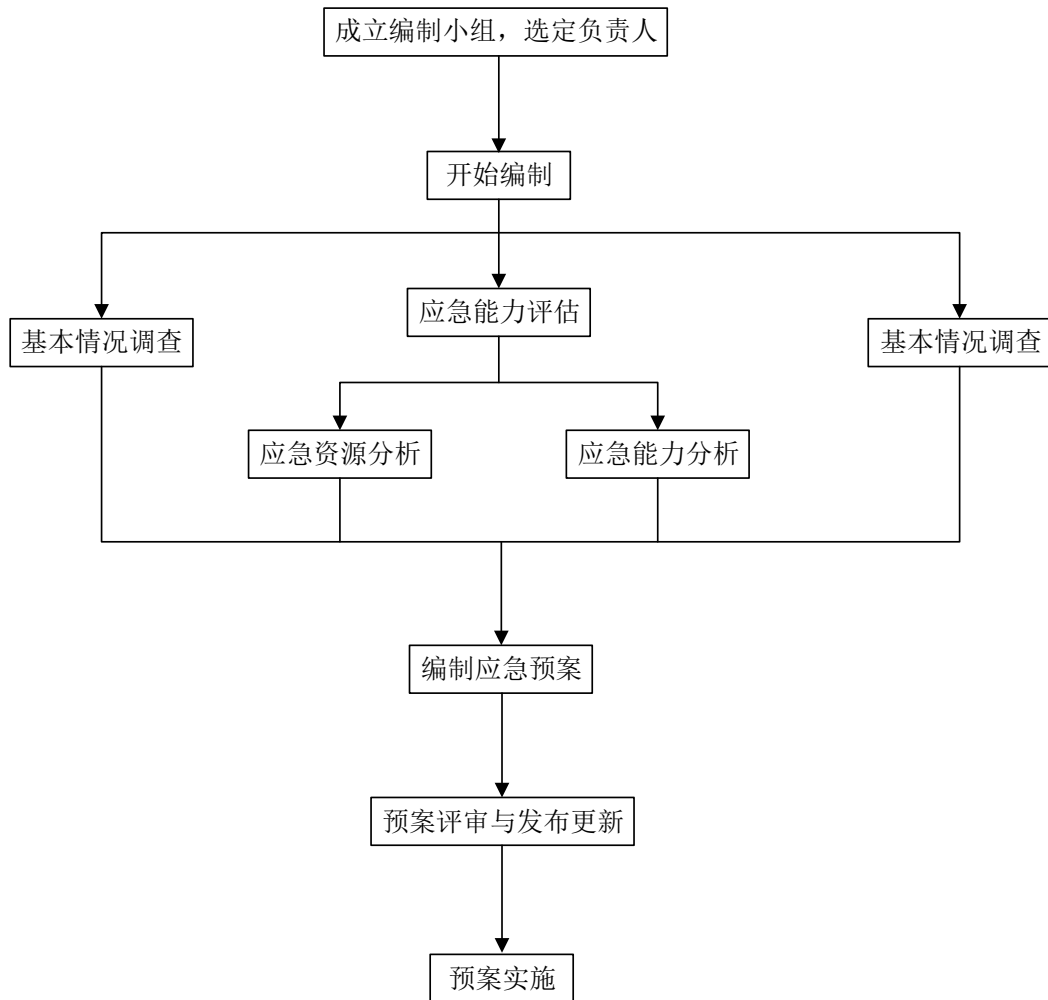 成立编制小组，选定负责人
开始编制
应急能力评估
基本情况调查
基本情况调查
应急资源分析
应急能力分析
编制应急预案
预案评审与发布更新
预案实施